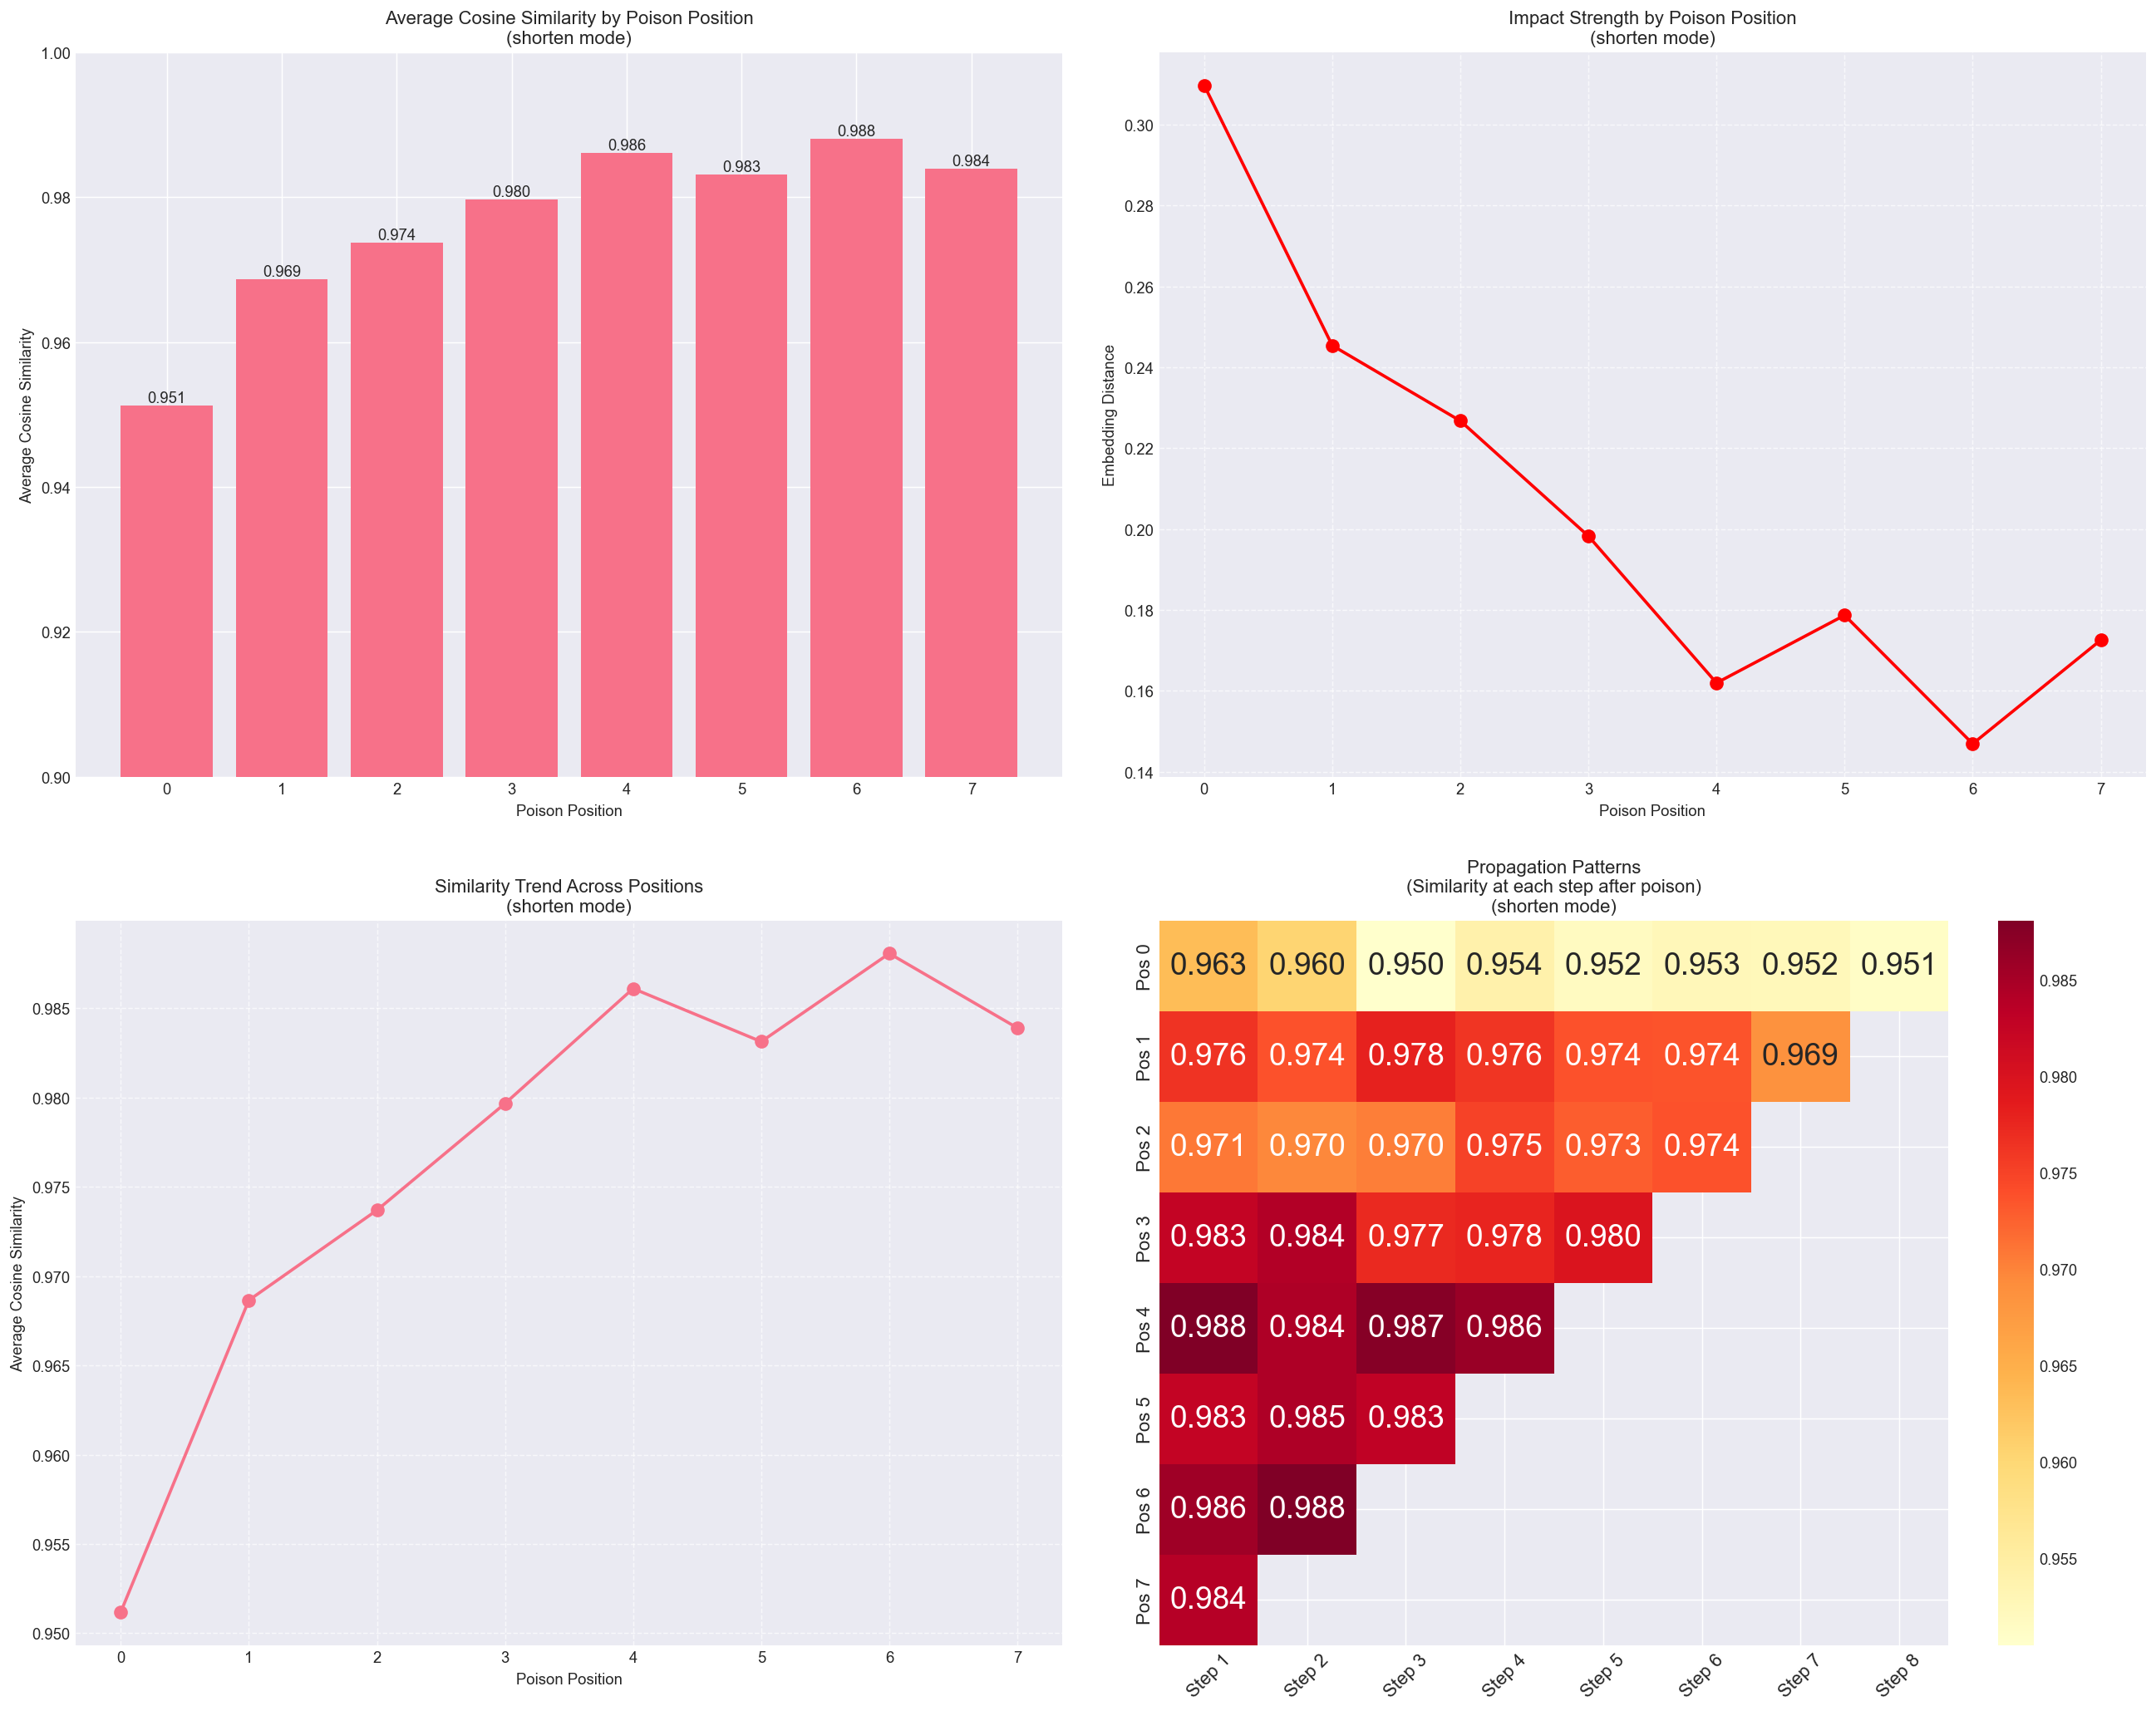 Average Cosine Similarity by Poison Position
(shorten mode)
Average Cosine Similarity
1.00
0.98
0.96
0.94
0.92
0.90
0.951
0.969
0.974
0.980
0.986
0.983
0.988
0.984
0 1 2 3 4 5 6 7
Poison Position
Impact Strength by Poison Position
(shorten mode)
Embedding Distance
0.30
0.28
0.26
0.24
0.22
0.20
0.18
0.16
0.14
0 1 2 3 4 5 6 7
Poison Position
Similarity Trend Across Positions
(shorten mode)
Average Cosine Similarity
0.985
0.980
0.975
0.970
0.965
0.960
0.955
0.950
0 1 2 3 4 5 6 7
Poison Position
Propagation Patterns
(Similarity at each step after poison)
(shorten mode)
Pos 0 0.963 0.960 0.950 0.954 0.952 0.953 0.952 0.951
Pos 1 0.976 0.974 0.978 0.976 0.974 0.974 0.969
Pos 2 0.971 0.970 0.970 0.975 0.973 0.974
Pos 3 0.983 0.984 0.977 0.978 0.980
Pos 4 0.988 0.984 0.987 0.986
Pos 5 0.983 0.985 0.983
Pos 6 0.986 0.988
Pos 7 0.984
Step 1 Step 2 Step 3 Step 4 Step 5 Step 6 Step 7 Step 8
0.985
0.980
0.975
0.970
0.965
0.960
0.955